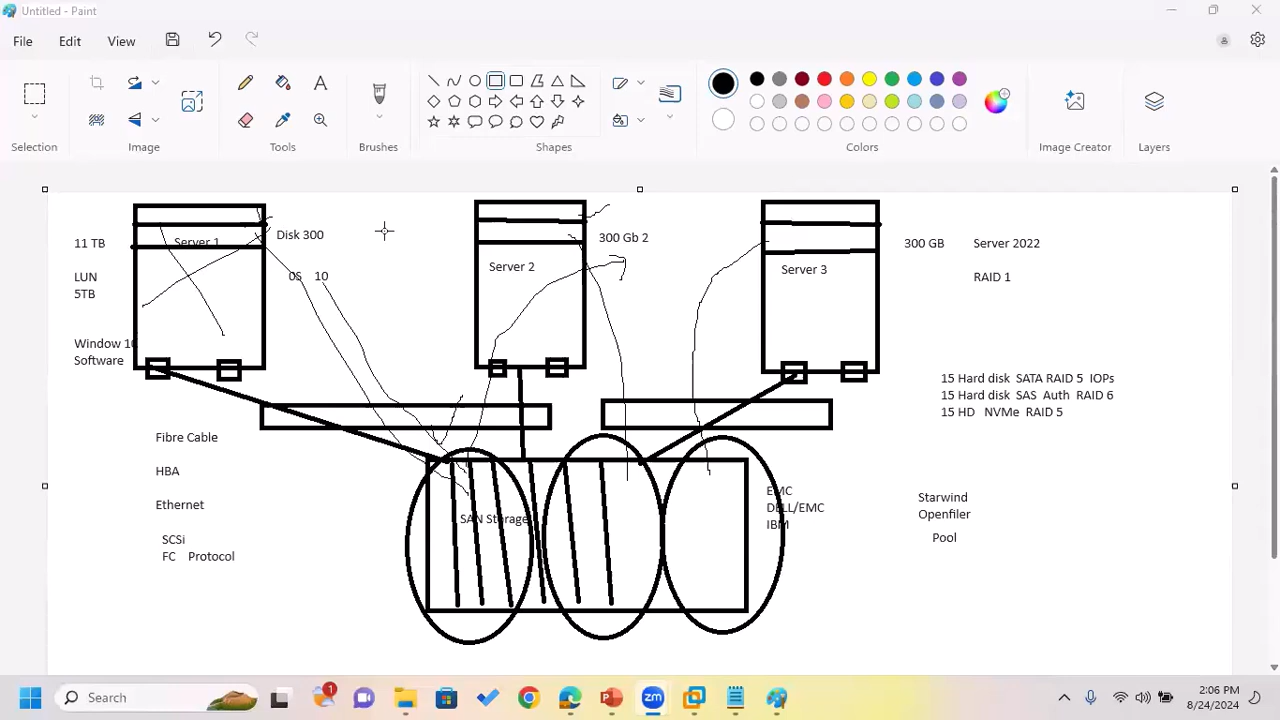 Untitled - Paint
File Edit View
Selection Image Tools Brushes Shapes Colors Image Creator Layers
11 TB
Server 1
Disk 300
LUN
5TB
0S 10
Window 10
Software
Server 2
300 Gb 2
Server 3
300 GB Server 2022
RAID 1
15 Hard disk SATA RAID 5 IOPs
15 Hard disk SAS Auth RAID 6
15 HD NVMe RAID 5
Fibre Cable
HBA
Ethernet
SCSi
FC Protocol
SAN Storage
EMC
DELL/EMC
IBM
Starwind
Openfiler
Pool
Search
1
2:06 PM
8/24/2024